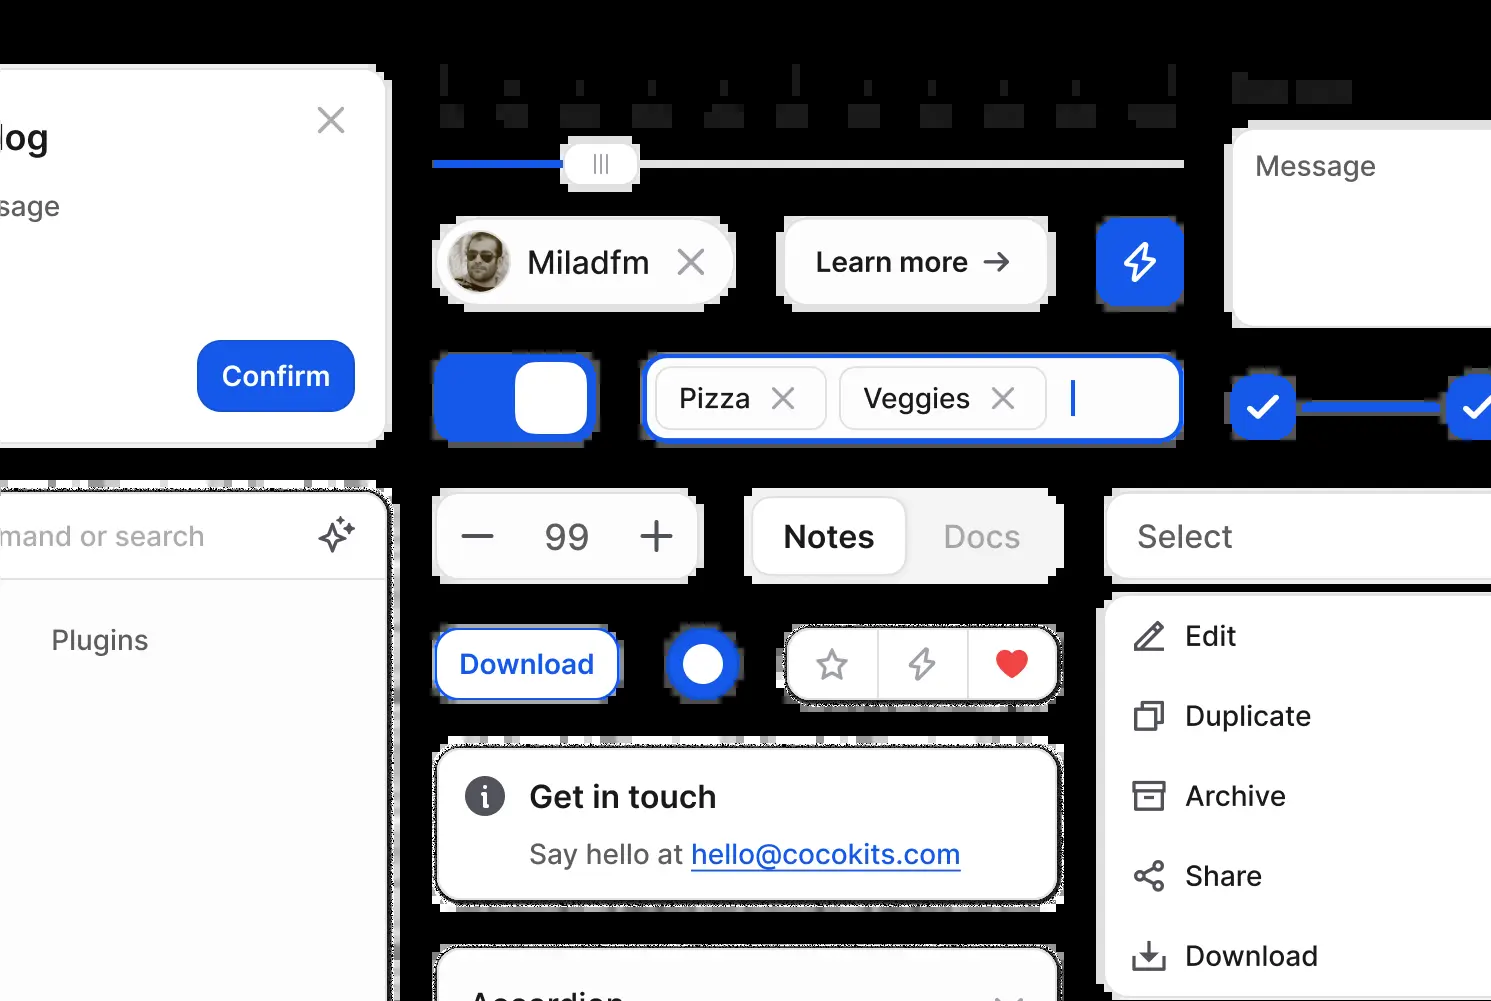 log
sage
Confirm
mand or search
Plugins
Miladfm
Learn more
Pizza
Veggies
99
Notes
Docs
Download
Get in touch
Say hello at hello@cocokits.com
Accordion
Message
Select
Edit
Duplicate
Archive
Share
Download